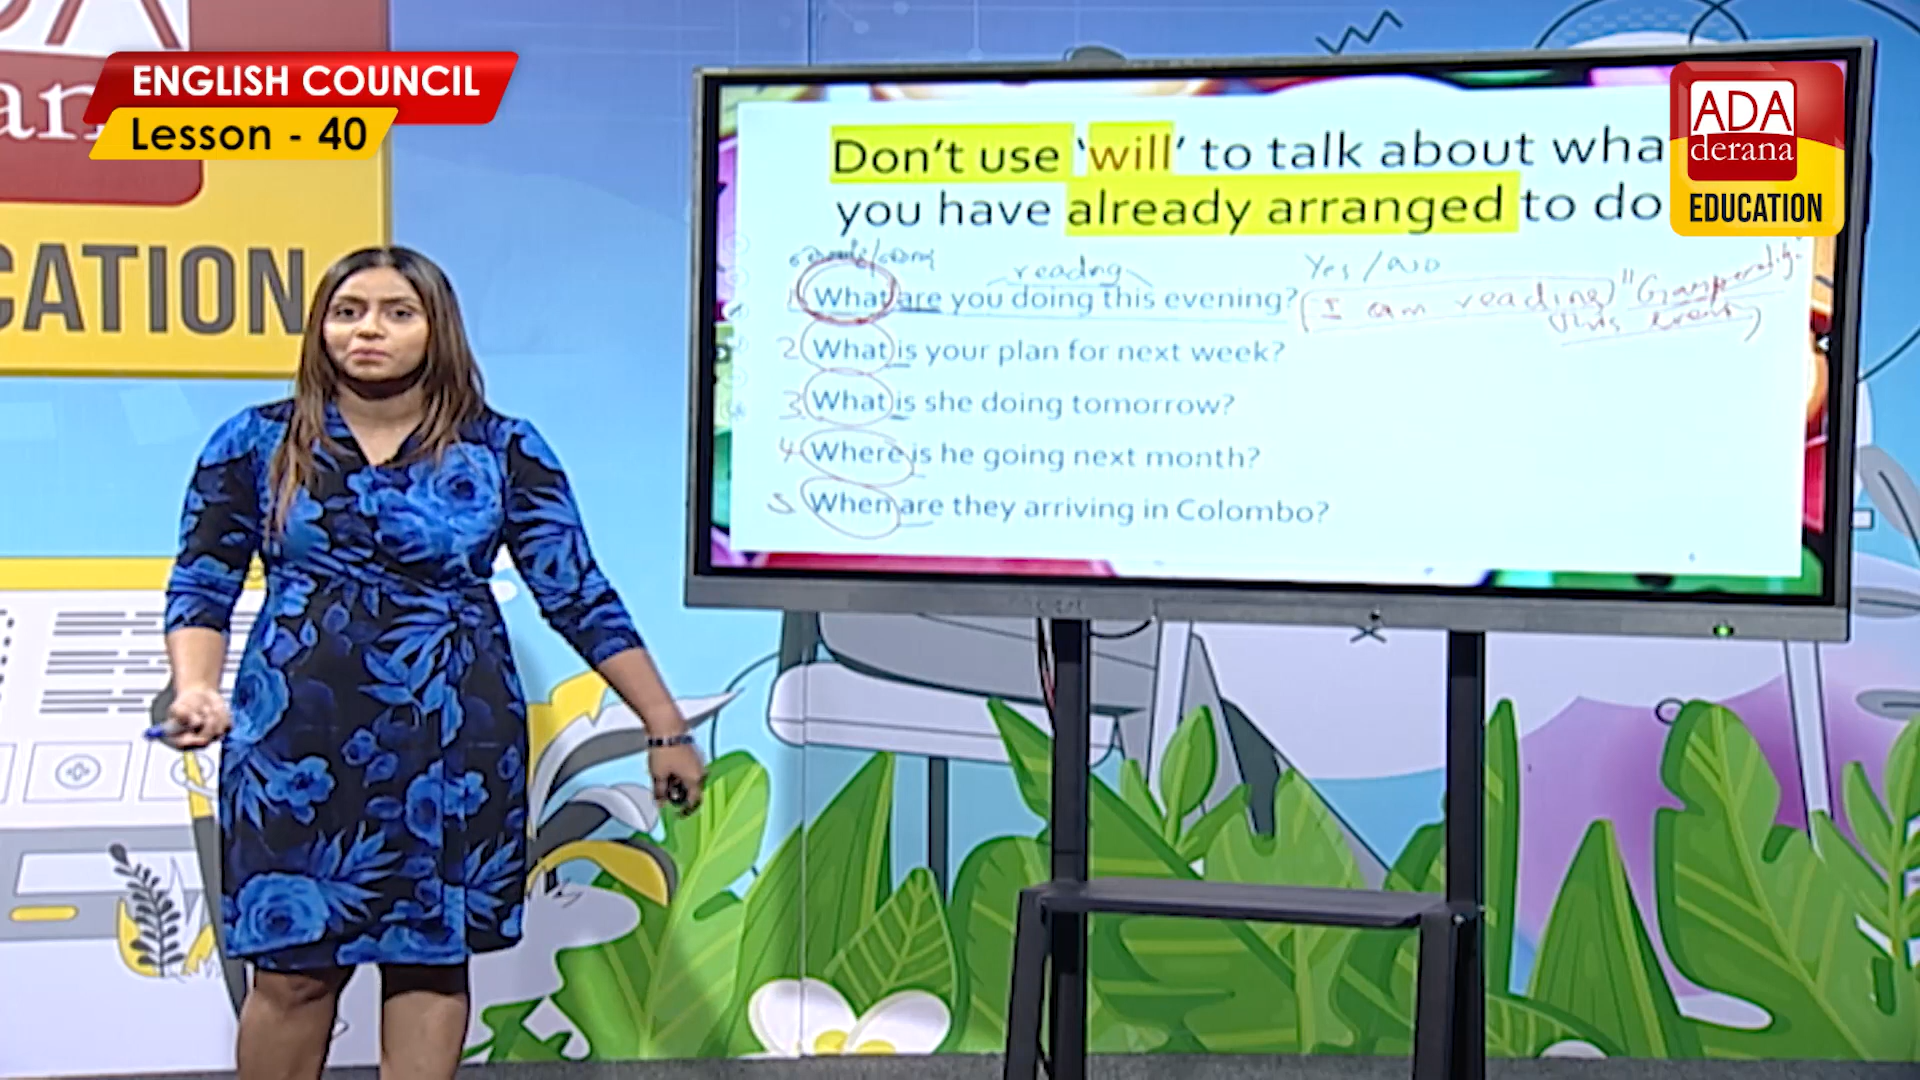 ENGLISH COUNCIL
Lesson - 40
ADA
derana
EDUCATION
CATION
Don't use 'will' to talk about wha
you have already arranged to do
reading
Yes / No
1 What are you doing this evening?
I am reading
this
2 What is your plan for next week?
3 What is she doing tomorrow?
4 Where is he going next month?
5 When are they arriving in Colombo?